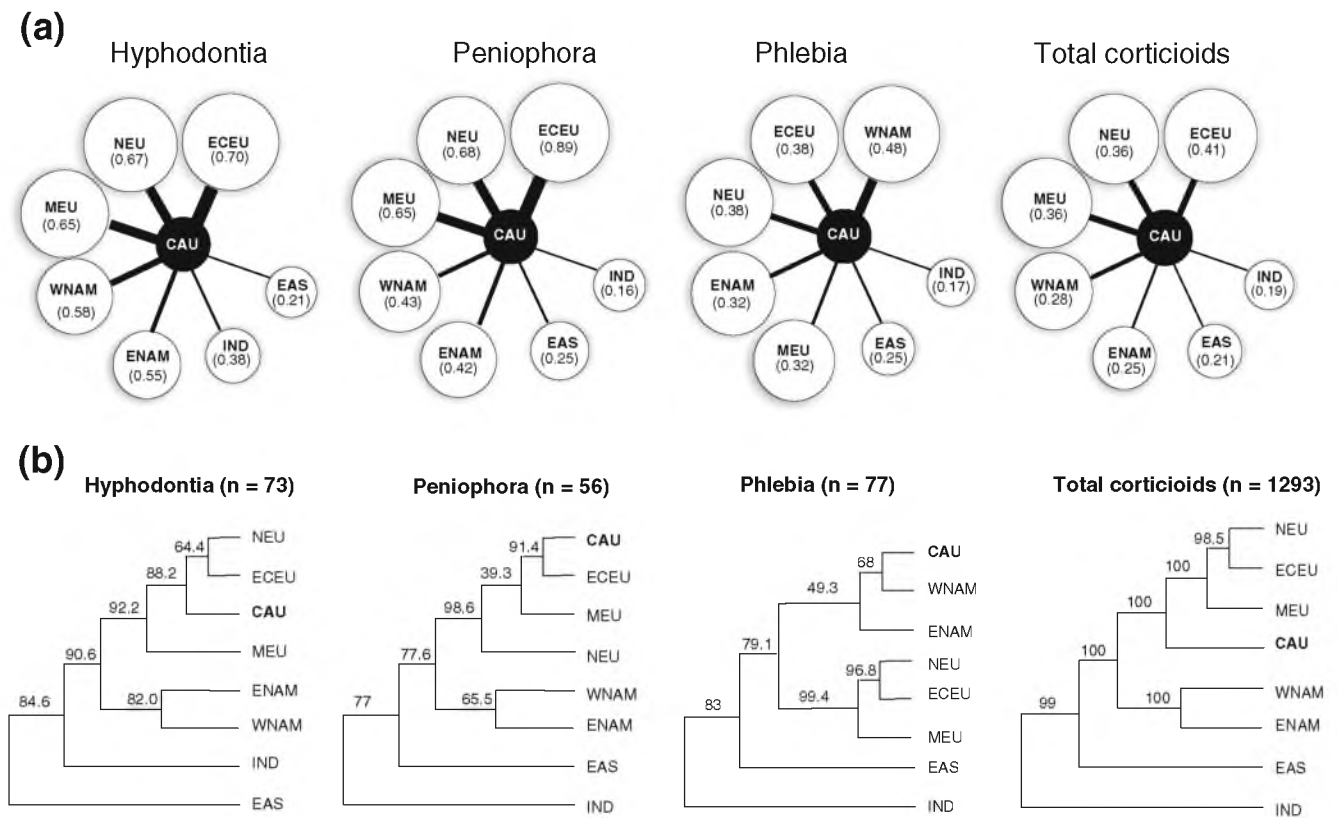 (a)
Hyphodontia
NEU
(0.67)
ECEU
(0.70)
MEU
(0.65)
CAU
WNAM
(0.58)
EAS
(0.21)
ENAM
(0.55)
IND
(0.38)
Peniophora
NEU
(0.68)
ECEU
(0.89)
MEU
(0.65)
CAU
WNAM
(0.43)
IND
(0.16)
ENAM
(0.42)
EAS
(0.25)
Phlebia
ECEU
(0.38)
WNAM
(0.48)
NEU
(0.38)
CAU
ENAM
(0.32)
IND
(0.17)
MEU
(0.32)
EAS
(0.25)
Total corticioids
NEU
(0.36)
ECEU
(0.41)
MEU
(0.36)
CAU
WNAM
(0.28)
IND
(0.19)
ENAM
(0.25)
EAS
(0.21)
(b)
Hyphodontia (n = 73)
NEU
64.4
ECEU
88.2
CAU
92.2
MEU
90.6
ENAM
82.0
WNAM
84.6
IND
EAS
Peniophora (n = 56)
CAU
91.4
ECEU
39.3
MEU
98.6
NEU
77.6
WNAM
65.5
ENAM
77
EAS
IND
Phlebia (n = 77)
CAU
68
WNAM
49.3
ENAM
79.1
NEU
96.8
ECEU
99.4
MEU
83
EAS
IND
Total corticioids (n = 1293)
NEU
98.5
ECEU
100
MEU
100
CAU
100
WNAM
100
ENAM
99
EAS
IND